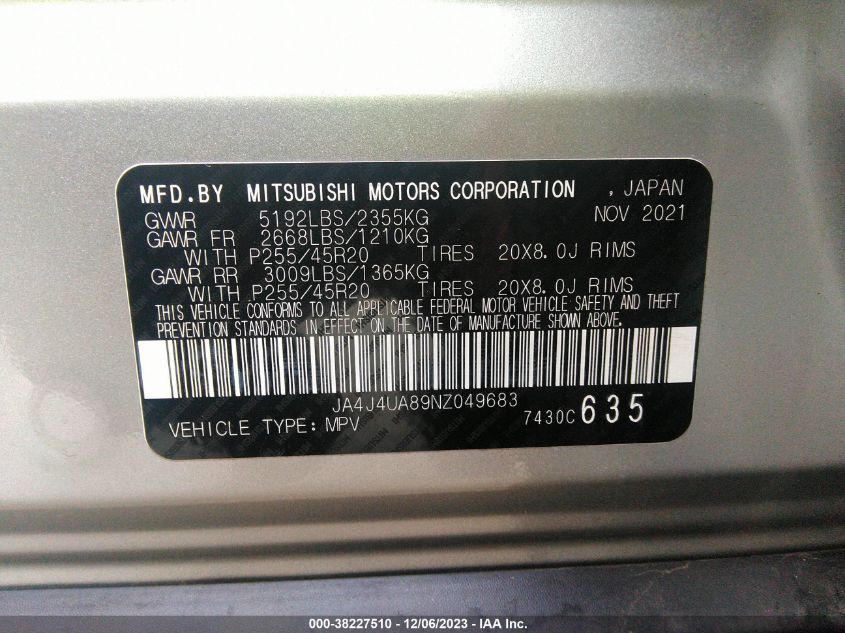 MFD.BY MITSUBISHI MOTORS CORPORATION , JAPAN
GVWR 5192LBS/2355KG NOV 2021
GAWR FR 2668LBS/1210KG
WITH P255/45R20 TIRES 20X8.0J RIMS
GAWR RR 3009LBS/1365KG
WITH P255/45R20 TIRES 20X8.0J RIMS
THIS VEHICLE CONFORMS TO ALL APPLICABLE FEDERAL MOTOR VEHICLE SAFETY AND THEFT
PREVENTION STANDARDS IN EFFECT ON THE DATE OF MANUFACTURE SHOWN ABOVE.
JA4J4UA89NZ049683
VEHICLE TYPE: MPV 7430C 635
000-38227510 - 12/06/2023 - IAA Inc.